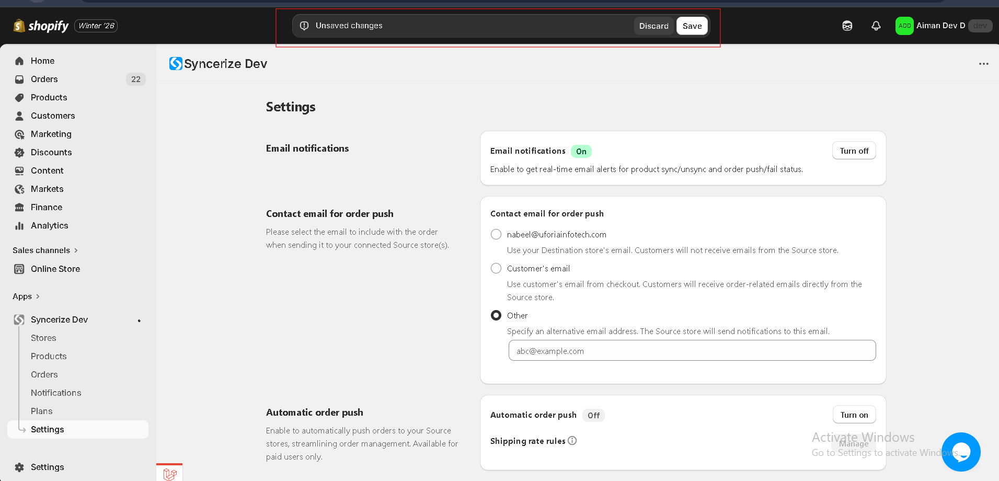 shopify
Winter '26
Unsaved changes
Discard
Save
ADD
Aiman Dev D
dev
Home
Orders
22
Products
Customers
Marketing
Discounts
Content
Markets
Finance
Analytics
Sales channels
Online Store
Apps
Syncerize Dev
Stores
Products
Orders
Notifications
Plans
Settings
Settings
Syncerize Dev
Settings
Email notifications
Email notifications
On
Turn off
Enable to get real-time email alerts for product sync/unsync and order push/fail status.
Contact email for order push
Please select the email to include with the order
when sending it to your connected Source store(s).
Contact email for order push
nabeel@uforiainfotech.com
Use your Destination store's email. Customers will not receive emails from the Source store.
Customer's email
Use customer's email from checkout. Customers will receive order-related emails directly from the
Source store.
Other
Specify an alternative email address. The Source store will send notifications to this email.
abc@example.com
Automatic order push
Enable to automatically push orders to your Source
stores, streamlining order management. Available for
paid users only.
Automatic order push
Off
Turn on
Shipping rate rules
Manage
Activate Windows
Go to Settings to activate Windows.